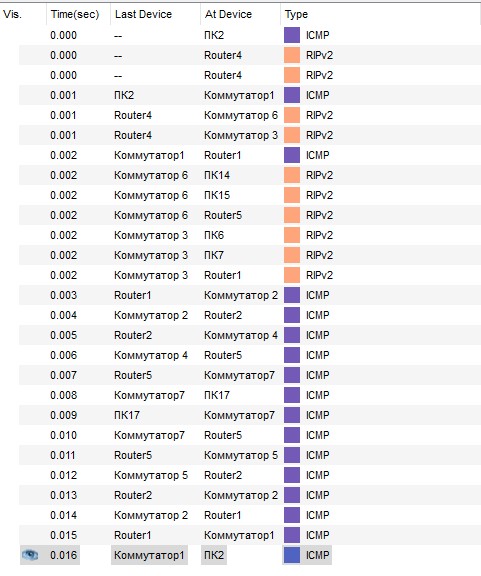 Vis. Time(sec) Last Device At Device Type
0.000 -- ПК2 ICMP
0.000 -- Router4 RIPv2
0.000 -- Router4 RIPv2
0.001 ПК2 Коммутатор1 ICMP
0.001 Router4 Коммутатор 6 RIPv2
0.001 Router4 Коммутатор 3 RIPv2
0.002 Коммутатор1 Router1 ICMP
0.002 Коммутатор 6 ПК14 RIPv2
0.002 Коммутатор 6 ПК15 RIPv2
0.002 Коммутатор 6 Router5 RIPv2
0.002 Коммутатор 3 ПК6 RIPv2
0.002 Коммутатор 3 ПК7 RIPv2
0.002 Коммутатор 3 Router1 RIPv2
0.003 Router1 Коммутатор 2 ICMP
0.004 Коммутатор 2 Router2 ICMP
0.005 Router2 Коммутатор 4 ICMP
0.006 Коммутатор 4 Router5 ICMP
0.007 Router5 Коммутатор7 ICMP
0.008 Коммутатор7 ПК17 ICMP
0.009 ПК17 Коммутатор7 ICMP
0.010 Коммутатор7 Router5 ICMP
0.011 Router5 Коммутатор 5 ICMP
0.012 Коммутатор 5 Router2 ICMP
0.013 Router2 Коммутатор 2 ICMP
0.014 Коммутатор 2 Router1 ICMP
0.015 Router1 Коммутатор1 ICMP
0.016 Коммутатор1 ПК2 ICMP